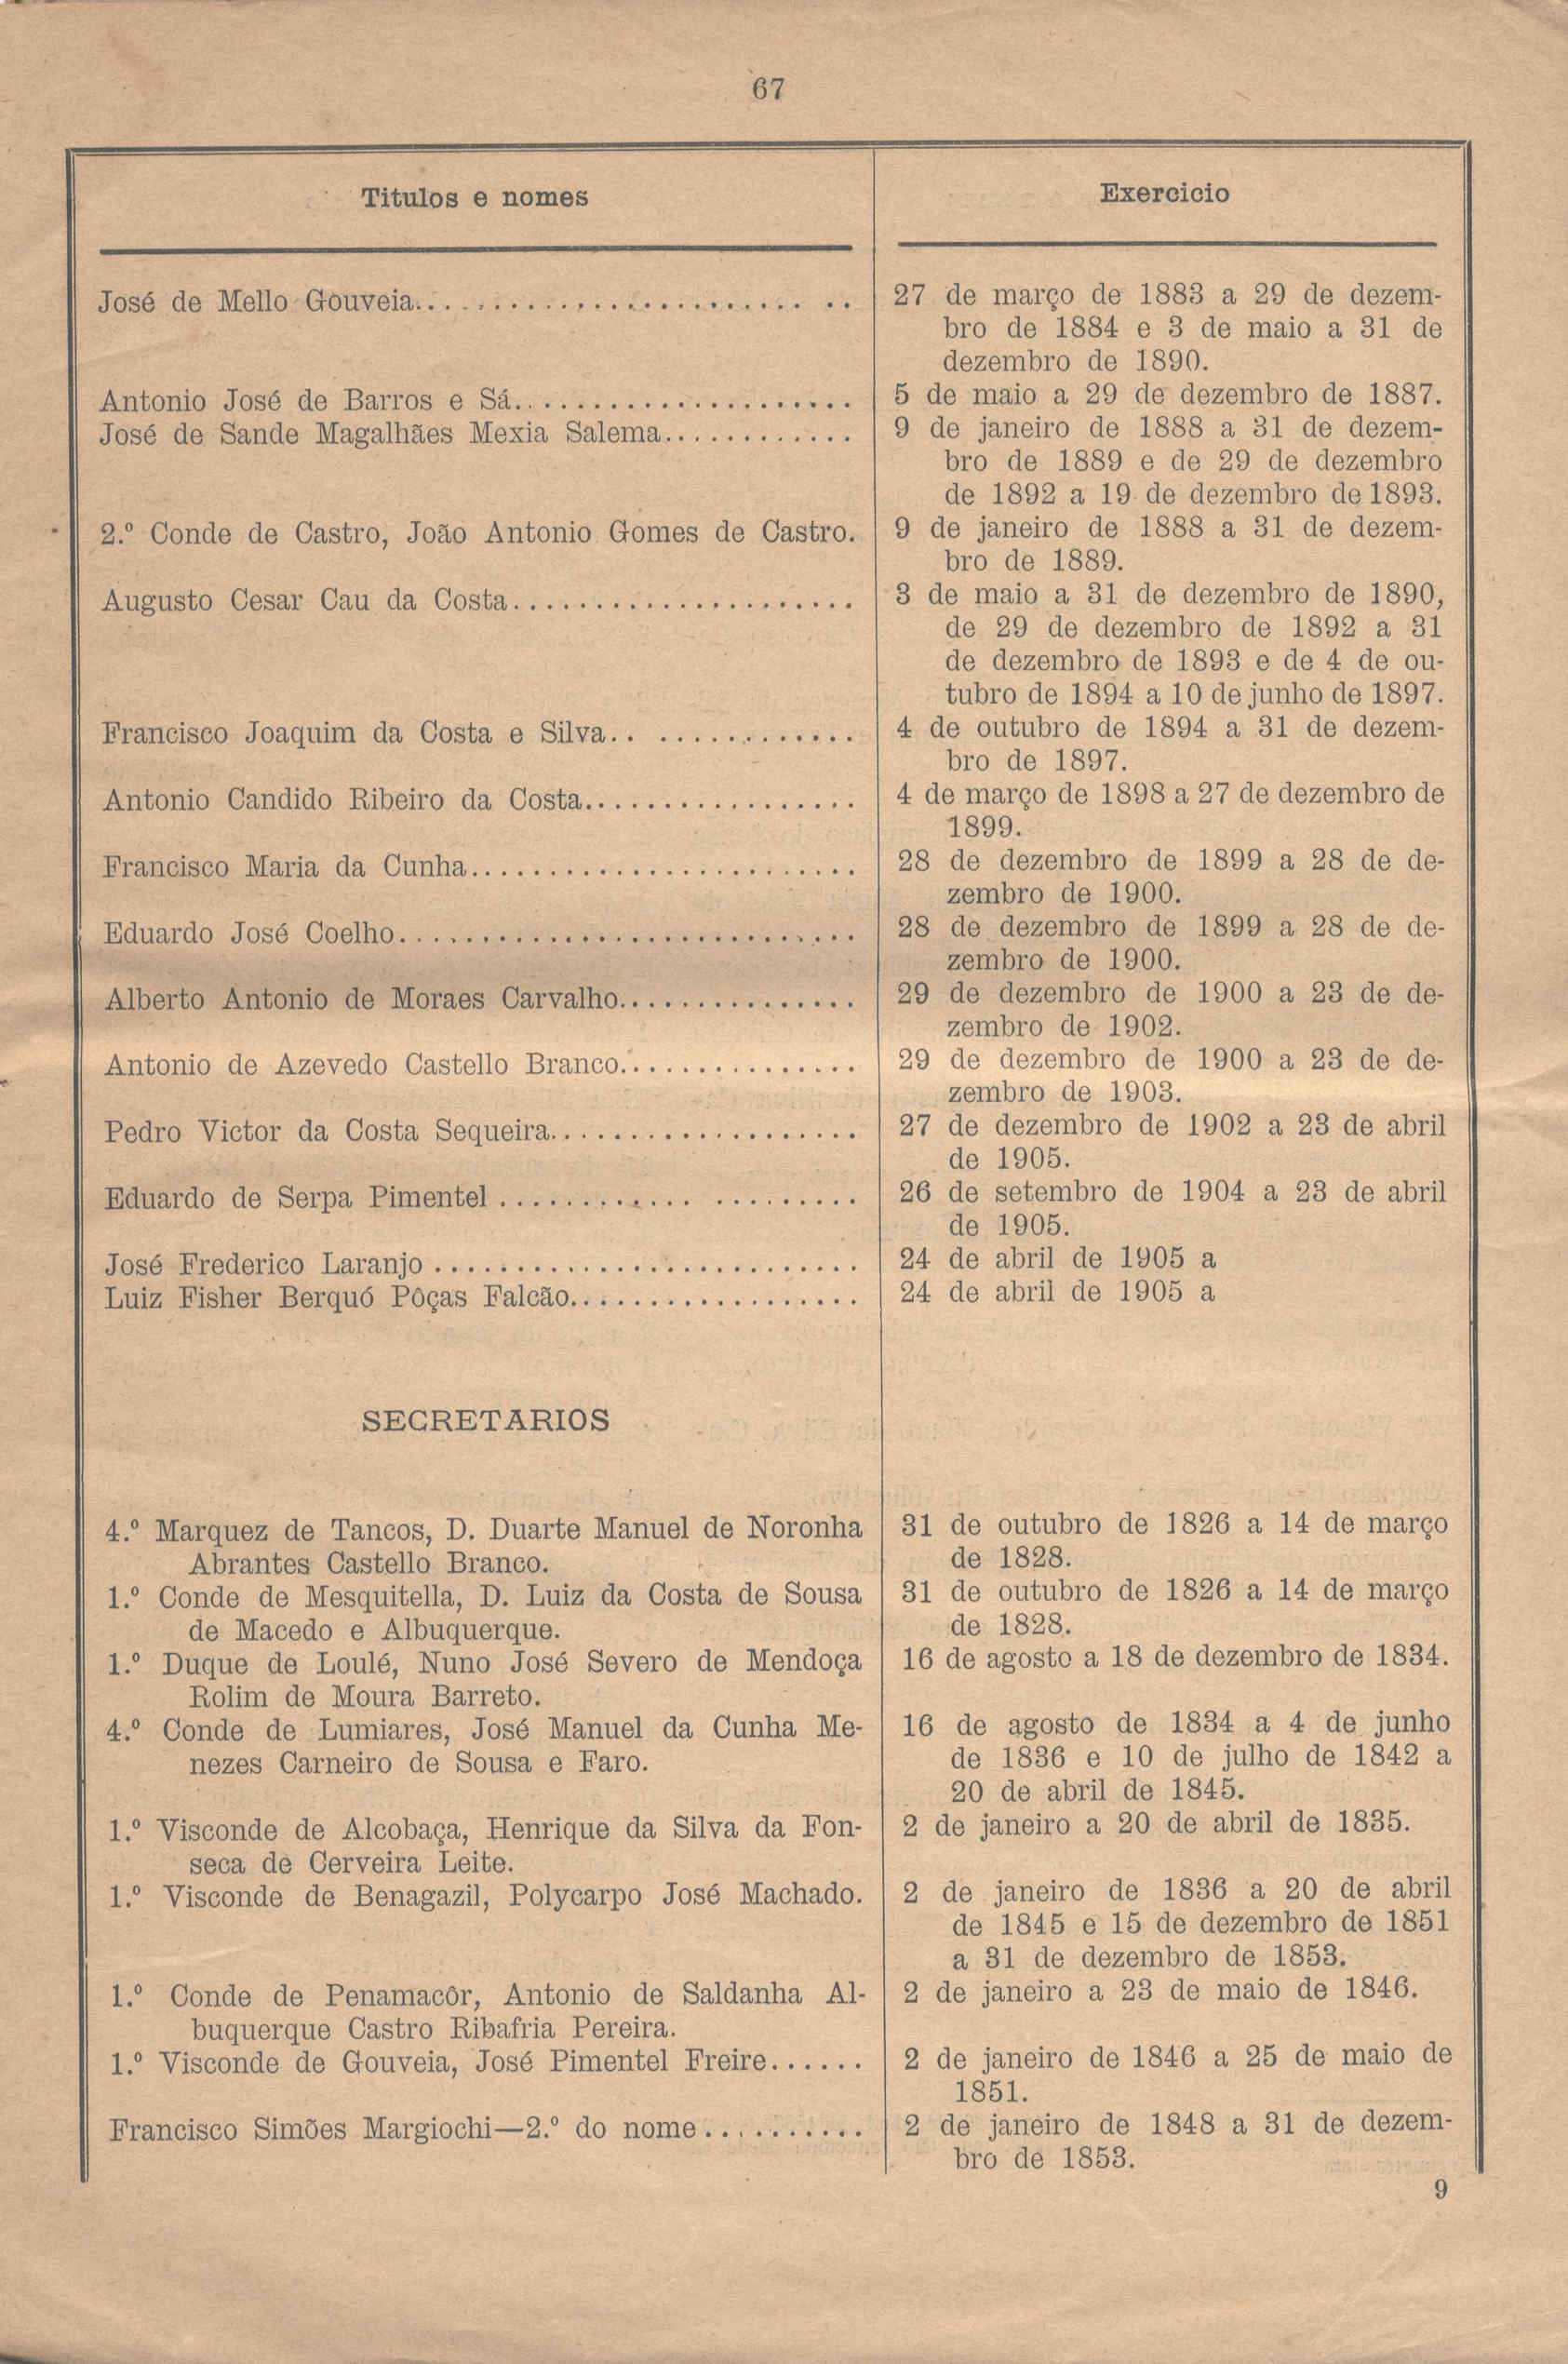 67
Titulos e nomes
Exercicio
José de Mello Gouveia........................ ..
27 de março de 1883 a 29 de dezem-
bro de 1884 e 3 de maio a 31 de
dezembro de 1890.
Antonio José de Barros e Sá.....................
5 de maio a 29 de dezembro de 1887.
José de Sande Magalhães Mexia Salema............
9 de janeiro de 1888 a 31 de dezem-
bro de 1889 e de 29 de dezembro
de 1892 a 19 de dezembro de 1893.
2.º Conde de Castro, João Antonio Gomes de Castro.
9 de janeiro de 1888 a 31 de dezem-
bro de 1889.
Augusto Cesar Cau da Costa.....................
3 de maio a 31 de dezembro de 1890,
de 29 de dezembro de 1892 a 31
de dezembro de 1893 e de 4 de ou-
tubro de 1894 a 10 de junho de 1897.
Francisco Joaquim da Costa e Silva.. ............
4 de outubro de 1894 a 31 de dezem-
bro de 1897.
Antonio Candido Ribeiro da Costa.................
4 de março de 1898 a 27 de dezembro de
1899.
Francisco Maria da Cunha........................
28 de dezembro de 1899 a 28 de de-
zembro de 1900.
Eduardo José Coelho............................
28 de dezembro de 1899 a 28 de de-
zembro de 1900.
Alberto Antonio de Moraes Carvalho...............
29 de dezembro de 1900 a 23 de de-
zembro de 1902.
Antonio de Azevedo Castello Branco...............
29 de dezembro de 1900 a 23 de de-
zembro de 1903.
Pedro Victor da Costa Sequeira...................
27 de dezembro de 1902 a 23 de abril
de 1905.
Eduardo de Serpa Pimentel ............ .........
26 de setembro de 1904 a 23 de abril
de 1905.
José Frederico Laranjo ..........................
24 de abril de 1905 a
Luiz Fisher Berquó Pôças Falcão..................
24 de abril de 1905 a
SECRETARIOS
4.º Marquez de Tancos, D. Duarte Manuel de Noronha
Abrantes Castello Branco.
31 de outubro de 1826 a 14 de março
de 1828.
1.º Conde de Mesquitella, D. Luiz da Costa de Sousa
de Macedo e Albuquerque.
31 de outubro de 1826 a 14 de março
de 1828.
1.º Duque de Loulé, Nuno José Severo de Mendoça
Rolim de Moura Barreto.
16 de agosto a 18 de dezembro de 1834.
4.º Conde de Lumiares, José Manuel da Cunha Me-
nezes Carneiro de Sousa e Faro.
16 de agosto de 1834 a 4 de junho
de 1836 e 10 de julho de 1842 a
20 de abril de 1845.
1.º Visconde de Alcobaça, Henrique da Silva da Fon-
seca de Cerveira Leite.
2 de janeiro a 20 de abril de 1835.
1.º Visconde de Benagazil, Polycarpo José Machado.
2 de janeiro de 1836 a 20 de abril
de 1845 e 15 de dezembro de 1851
a 31 de dezembro de 1853.
1.º Conde de Penamacôr, Antonio de Saldanha Al-
buquerque Castro Ribafria Pereira.
2 de janeiro a 23 de maio de 1846.
1.º Visconde de Gouveia, José Pimentel Freire......
2 de janeiro de 1846 a 25 de maio de
1851.
Francisco Simões Margiochi—2.º do nome..........
2 de janeiro de 1848 a 31 de dezem-
bro de 1853.
9